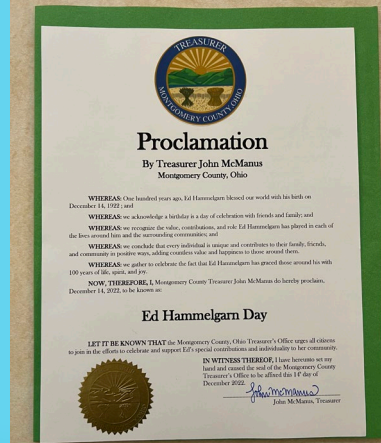 TREASURER
MONTGOMERY COUNTY, OHIO
Proclamation
By Treasurer John McManus
Montgomery County, Ohio
WHEREAS: One hundred years ago, Ed Hammelgarn blessed our world with his birth on
December 14, 1922 ; and
WHEREAS: we acknowledge a birthday is a day of celebration with friends and family; and
WHEREAS: we recognize the value, contributions, and role Ed Hammelgarn has played in each of
the lives around him and the surrounding communities; and
WHEREAS: we conclude that every individual is unique and contributes to their family, friends,
and community in positive ways, adding countless value and happiness to those around them.
WHEREAS: we gather to celebrate the fact that Ed Hammelgarn has graced those around his with
100 years of life, spirit, and joy.
NOW, THEREFORE, I, Montgomery County Treasurer John McManus do hereby proclaim,
December 14, 2022, to be known as:
Ed Hammelgarn Day
LET IT BE KNOWN THAT the Montgomery County, Ohio Treasurer's Office urges all citizens
to join in the efforts to celebrate and support Ed's special contributions and individuality to her community.
IN WITNESS THEREOF, I have hereunto set my
hand and caused the seal of the Montgomery County
Treasurer's Office to be affixed this 14th day of
December 2022.
John McManus
John McManus, Treasurer